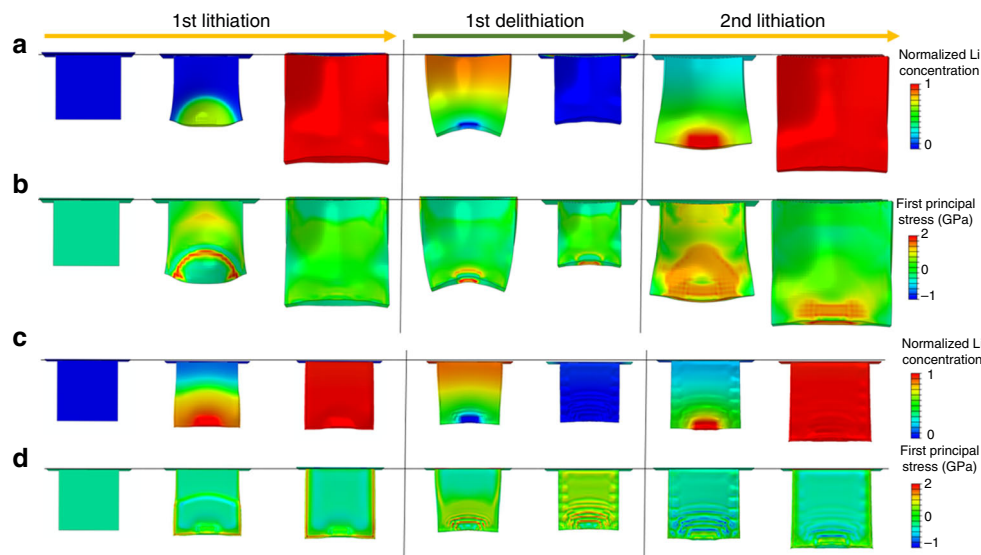 1st lithiation
1st delithiation
2nd lithiation
a
Normalized Li
concentration
1
0
b
First principal
stress (GPa)
2
0
−1
c
Normalized Li
concentration
1
0
d
First principal
stress (GPa)
2
0
−1